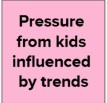 Pressure
from kids
influenced
by trends